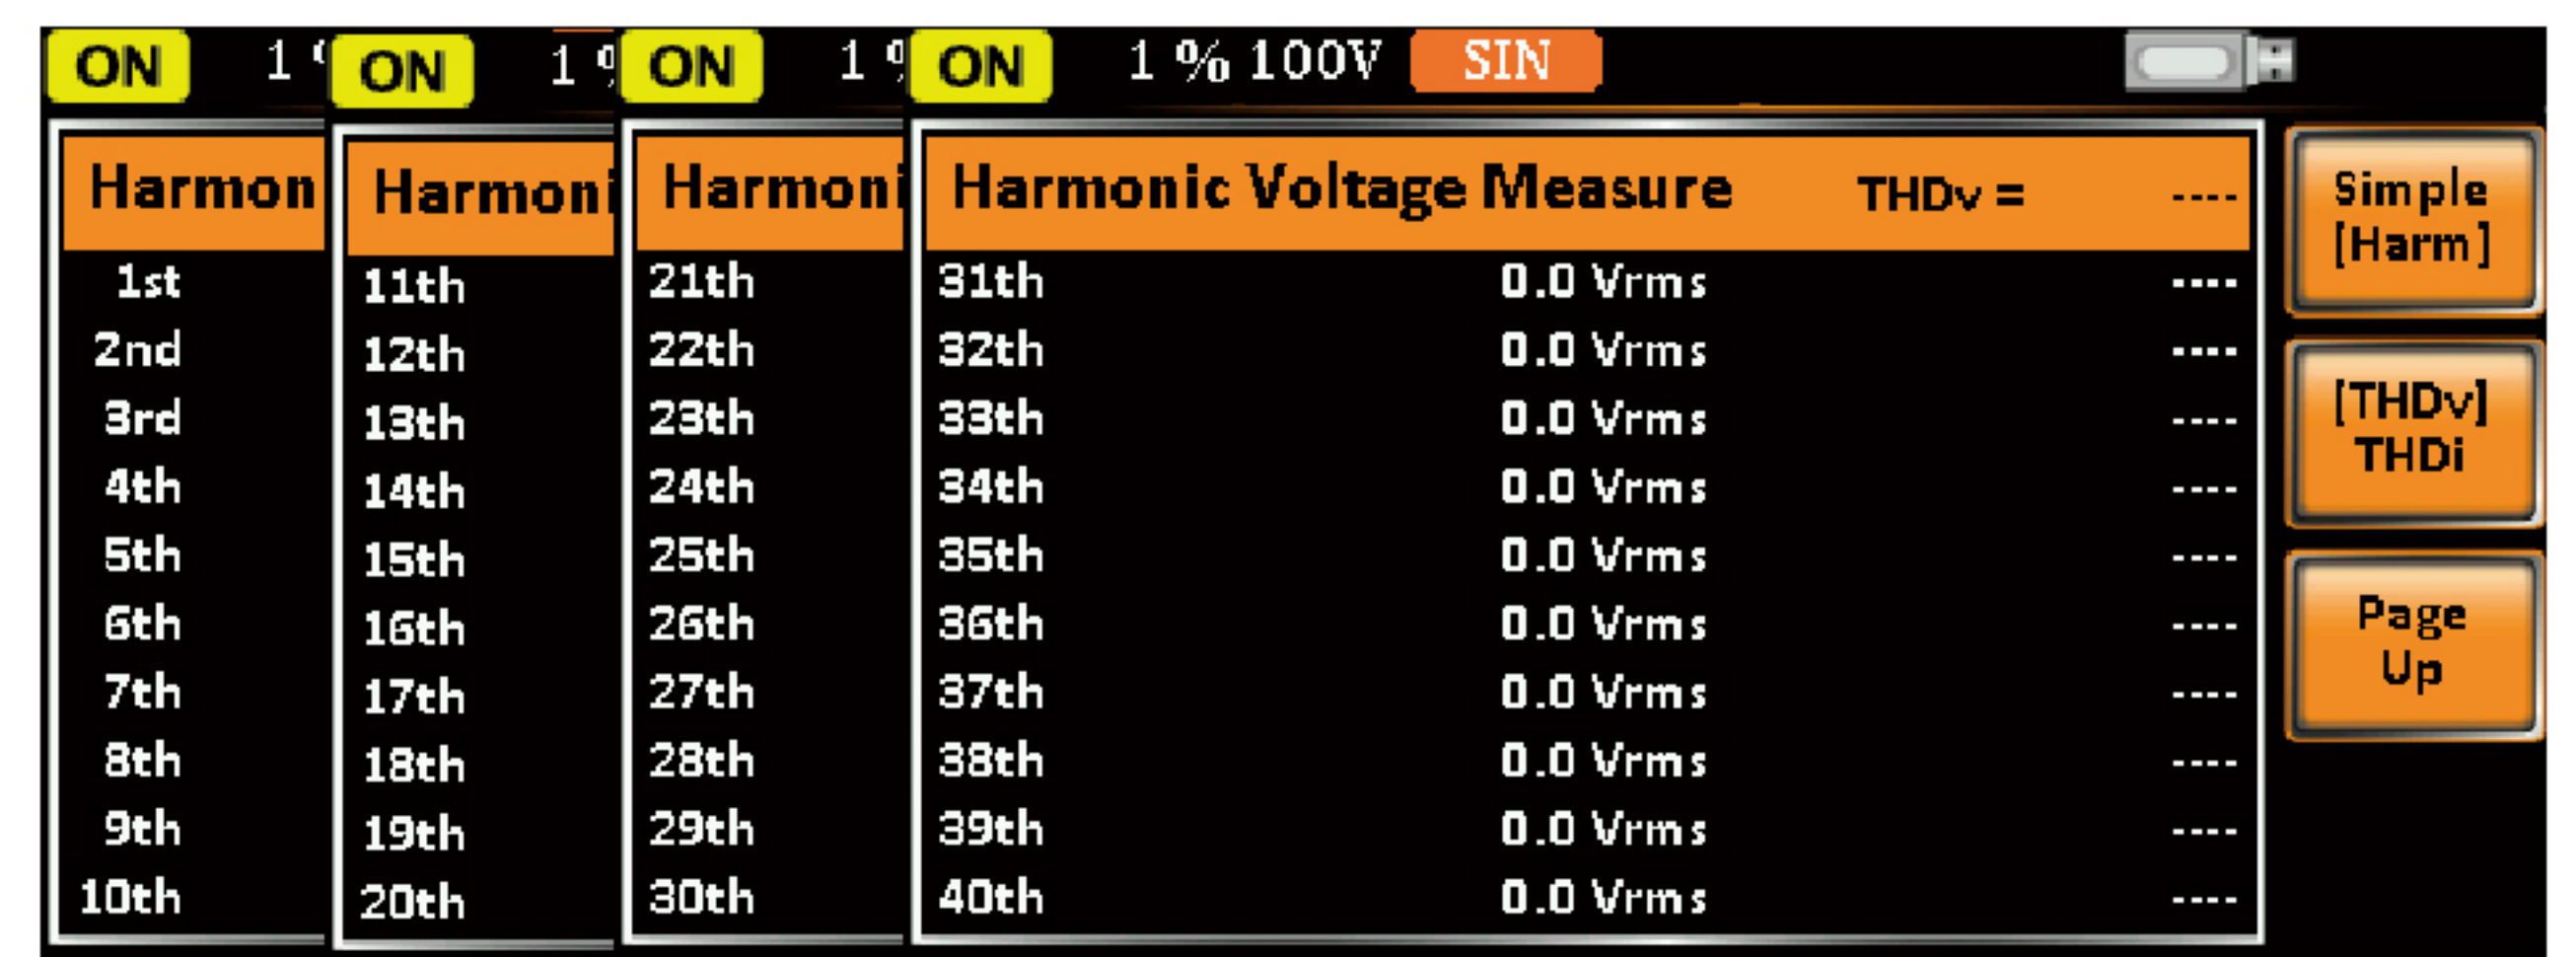 ON 1 %
Harmon
1st
2nd
3rd
4th
5th
6th
7th
8th
9th
10th
ON 1 %
Harmoni
11th
12th
13th
14th
15th
16th
17th
18th
19th
20th
ON 1 %
Harmoni
21th
22th
23th
24th
25th
26th
27th
28th
29th
30th
ON 1 % 100V SIN
Harmonic Voltage Measure THDv = ----
31th 0.0 Vrms ----
32th 0.0 Vrms ----
33th 0.0 Vrms ----
34th 0.0 Vrms ----
35th 0.0 Vrms ----
36th 0.0 Vrms ----
37th 0.0 Vrms ----
38th 0.0 Vrms ----
39th 0.0 Vrms ----
40th 0.0 Vrms ----
Simple
[Harm]
[THDv]
THDi
Page
Up